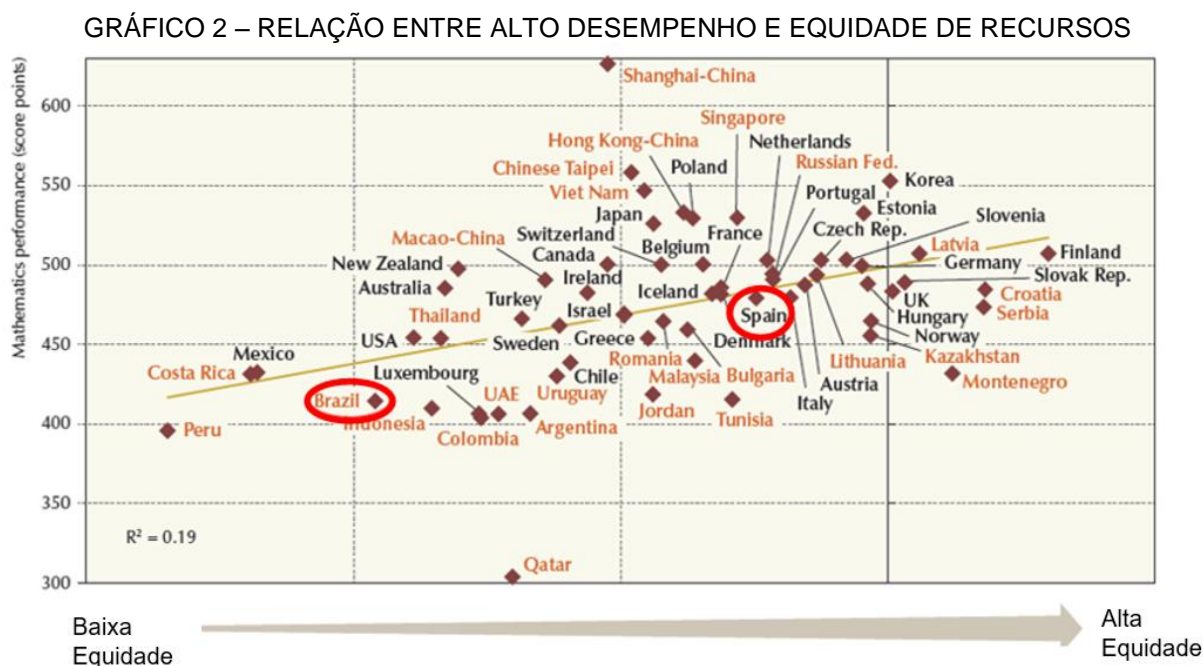 GRÁFICO 2 – RELAÇÃO ENTRE ALTO DESEMPENHO E EQUIDADE DE RECURSOS
Mathematics performance (score points)
600
550
500
450
400
350
300
Shanghai-China
Singapore
Hong Kong-China
Netherlands
Chinese Taipei
Poland
Russian Fed.
Viet Nam
Portugal
Korea
Japan
France
Czech Rep.
Estonia
Slovenia
Macao-China
Switzerland
Belgium
Latvia
New Zealand
Canada
Germany
Finland
Australia
Ireland
Iceland
Slovak Rep.
Turkey
Israel
Spain
UK
Croatia
Thailand
Hungary
Serbia
USA
Sweden
Greece
Denmark
Norway
Mexico
Romania
Lithuania
Kazakhstan
Costa Rica
Luxembourg
Chile
Malaysia
Bulgaria
Austria
Montenegro
Brazil
UAE
Uruguay
Jordan
Italy
Indonesia
Peru
Colombia
Argentina
Tunisia
R² = 0.19
Qatar
Baixa
Equidade
Alta
Equidade